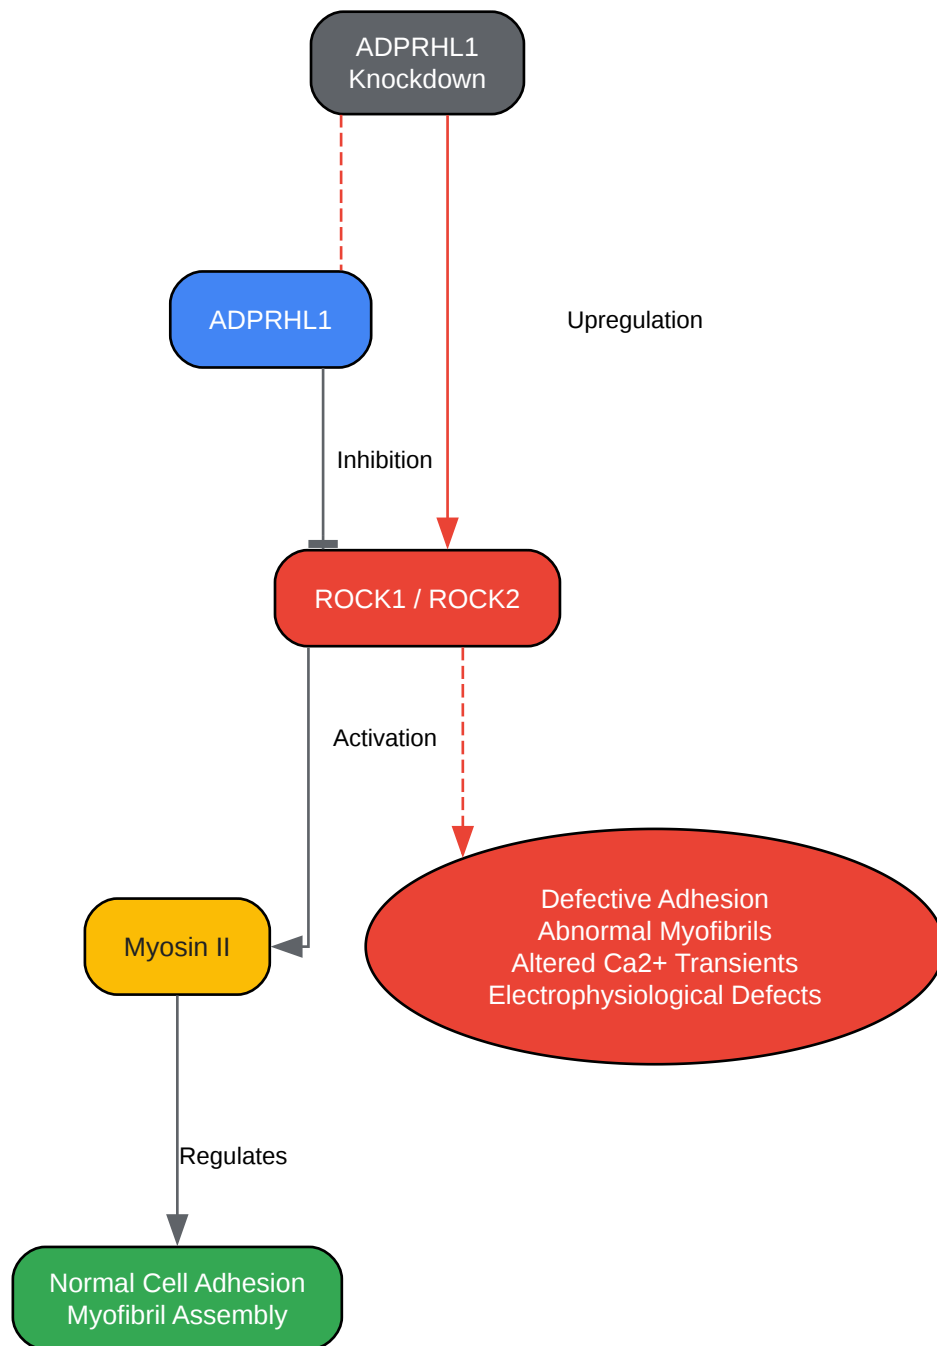 ADPRHL1
Knockdown
ADPRHL1
Upregulation
Inhibition
ROCK1 / ROCK2
Activation
Defective Adhesion
Abnormal Myofibrils
Altered Ca2+ Transients
Electrophysiological Defects
Myosin II
Regulates
Normal Cell Adhesion
Myofibril Assembly